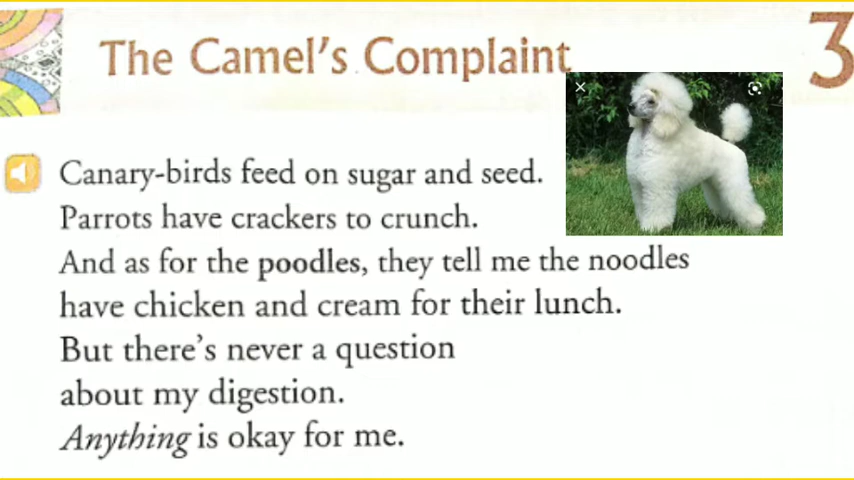 The Camel's Complaint
3
Canary-birds feed on sugar and seed.
Parrots have crackers to crunch.
And as for the poodles, they tell me the noodles
have chicken and cream for their lunch.
But there's never a question
about my digestion.
Anything is okay for me.